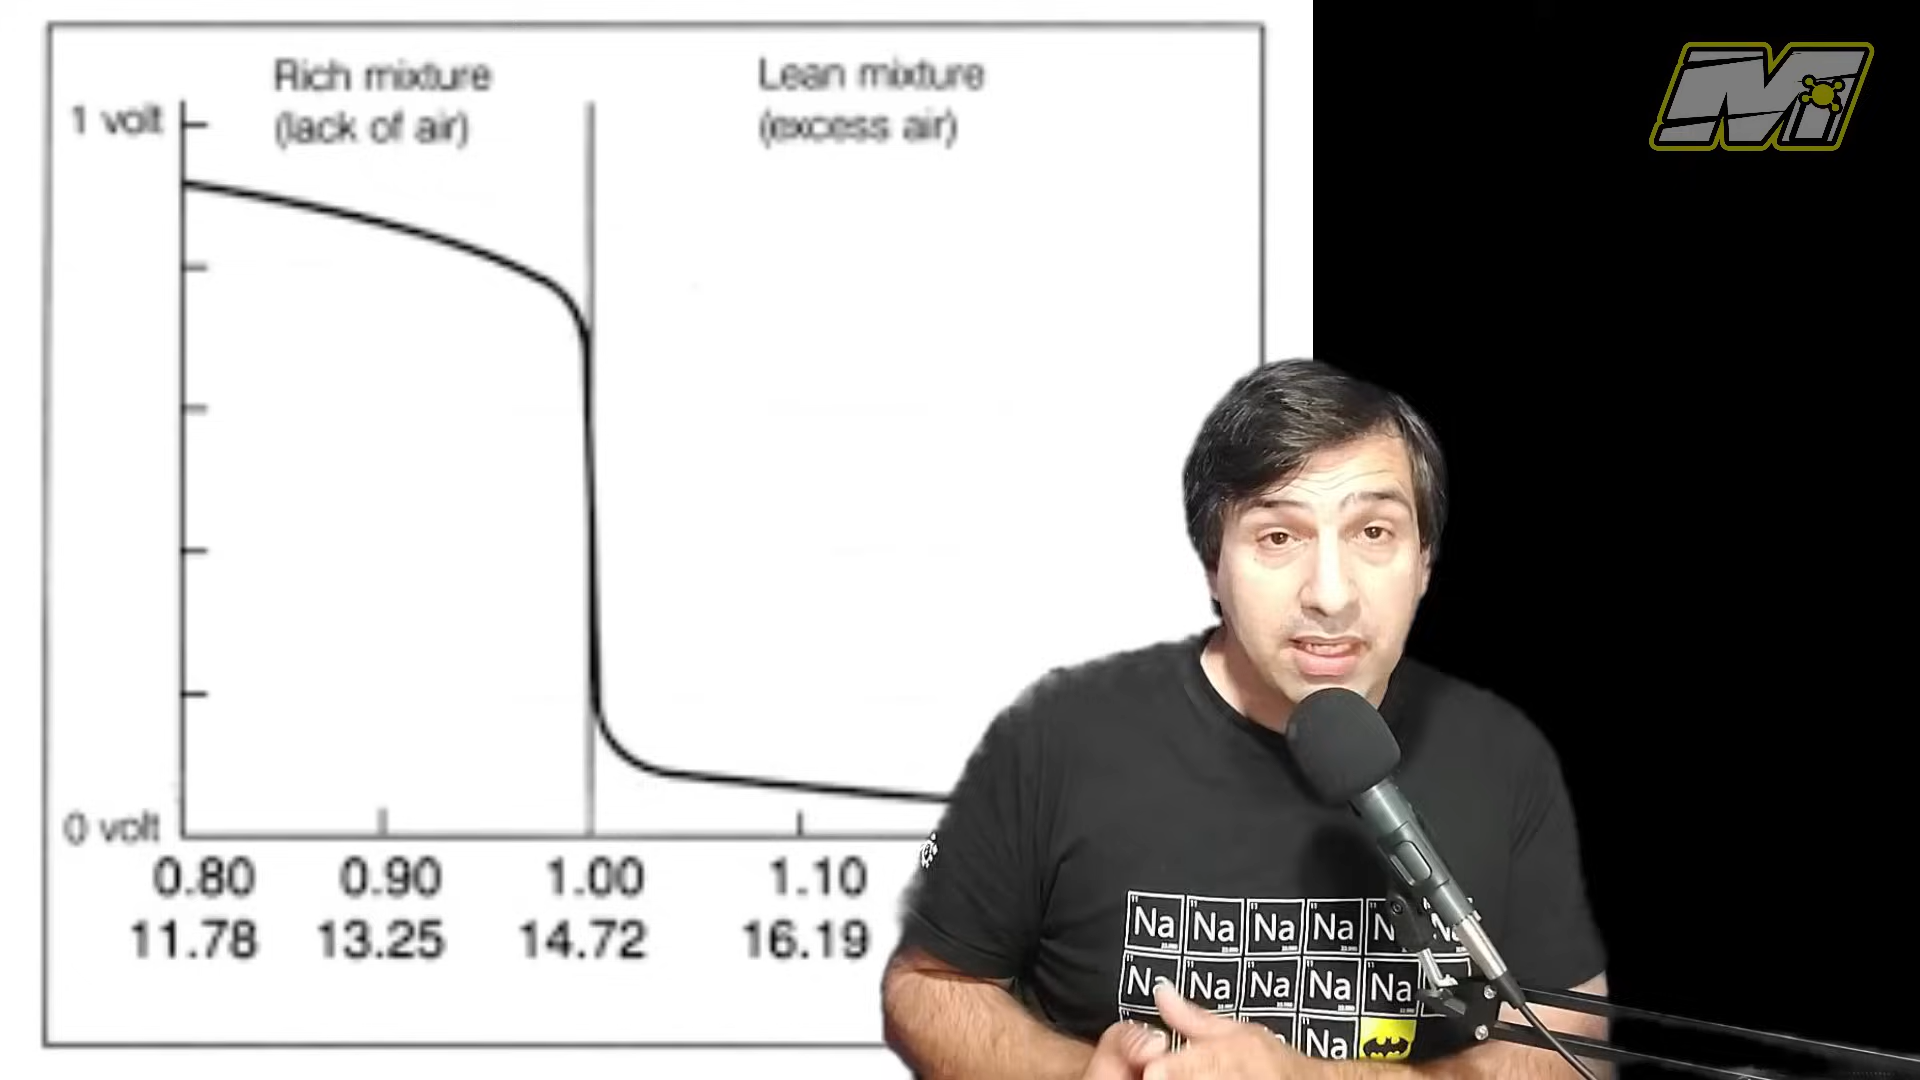 Rich mixture
(lack of air)
Lean mixture
(excess air)
1 volt
0 volt
0.80 0.90 1.00 1.10
11.78 13.25 14.72 16.19
M
Na Na Na Na N Na
Na Na Na Na Na
Na